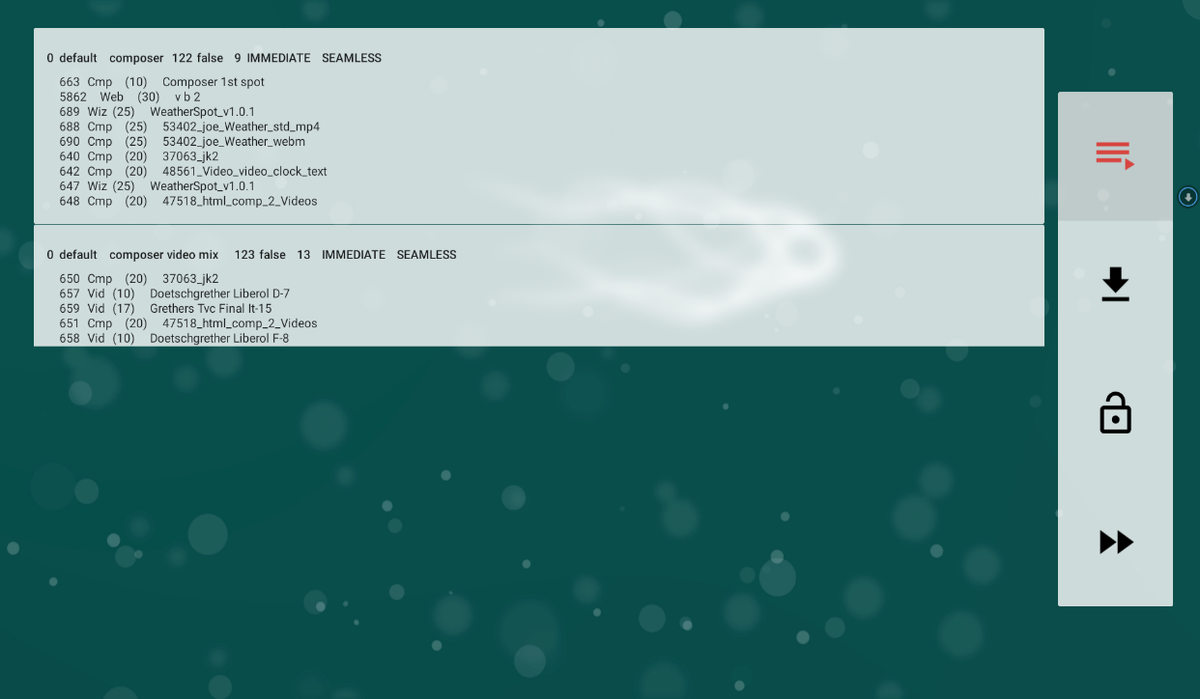 0 default composer 122 false 9 IMMEDIATE SEAMLESS
663 Cmp (10) Composer 1st spot
5862 Web (30) v b 2
689 Wiz (25) WeatherSpot_v1.0.1
688 Cmp (25) 53402_joe_Weather_std_mp4
690 Cmp (25) 53402_joe_Weather_webm
640 Cmp (20) 37063_jk2
642 Cmp (20) 48561_Video_video_clock_text
647 Wiz (25) WeatherSpot_v1.0.1
648 Cmp (20) 47518_html_comp_2_Videos
0 default composer video mix 123 false 13 IMMEDIATE SEAMLESS
650 Cmp (20) 37063_jk2
657 Vid (10) Doetschgrether Liberol D-7
659 Vid (17) Grethers Tvc Final It-15
651 Cmp (20) 47518_html_comp_2_Videos
658 Vid (10) Doetschgrether Liberol F-8